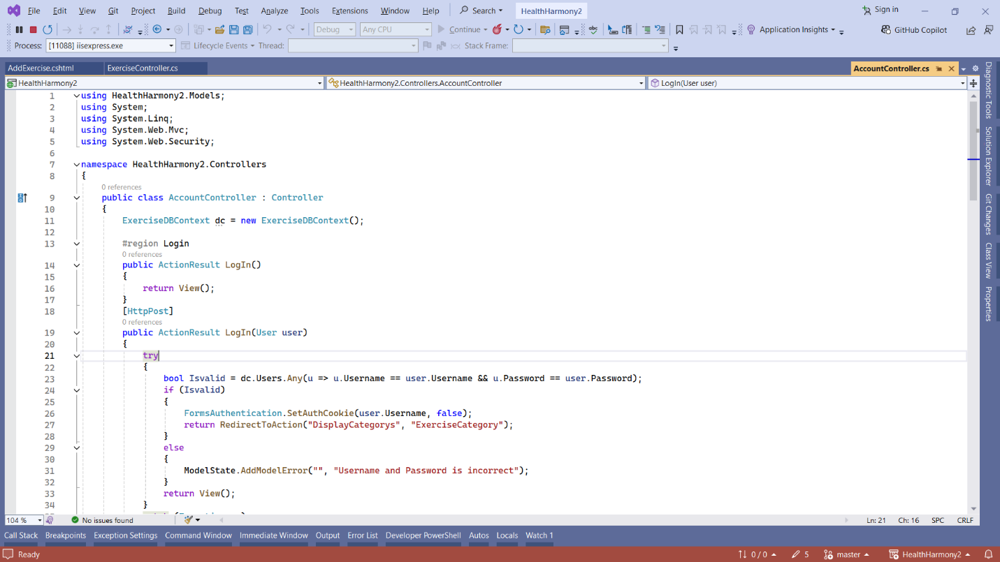 File Edit View Git Project Build Debug Test Analyze Tools Extensions Window Help Search HealthHarmony2 Sign in
Debug Any CPU Continue Application Insights GitHub Copilot
Process: [11088] iisexpress.exe Lifecycle Events Thread: Stack Frame:
AddExercise.cshtml ExerciseController.cs AccountController.cs
HealthHarmony2 HealthHarmony2.Controllers.AccountController LogIn(User user)
1 using HealthHarmony2.Models;
2 using System;
3 using System.Linq;
4 using System.Web.Mvc;
5 using System.Web.Security;
6
7 namespace HealthHarmony2.Controllers
8 {
0 references
9 public class AccountController : Controller
10 {
11 ExerciseDBContext dc = new ExerciseDBContext();
12
13 #region Login
0 references
14 public ActionResult LogIn()
15 {
16 return View();
17 }
18 [HttpPost]
0 references
19 public ActionResult LogIn(User user)
20 {
21 try
22 {
23 bool Isvalid = dc.Users.Any(u => u.Username == user.Username && u.Password == user.Password);
24 if (Isvalid)
25 {
26 FormsAuthentication.SetAuthCookie(user.Username, false);
27 return RedirectToAction("DisplayCategorys", "ExerciseCategory");
28 }
29 else
30 {
31 ModelState.AddModelError("", "Username and Password is incorrect");
32 }
33 return View();
34 }
104 % No issues found Ln: 21 Ch: 16 SPC CRLF
Call Stack Breakpoints Exception Settings Command Window Immediate Window Output Error List Developer PowerShell Autos Locals Watch 1
Ready 0 / 0 5 master HealthHarmony2
Diagnostic Tools
Solution Explorer
Git Changes
Class View
Properties